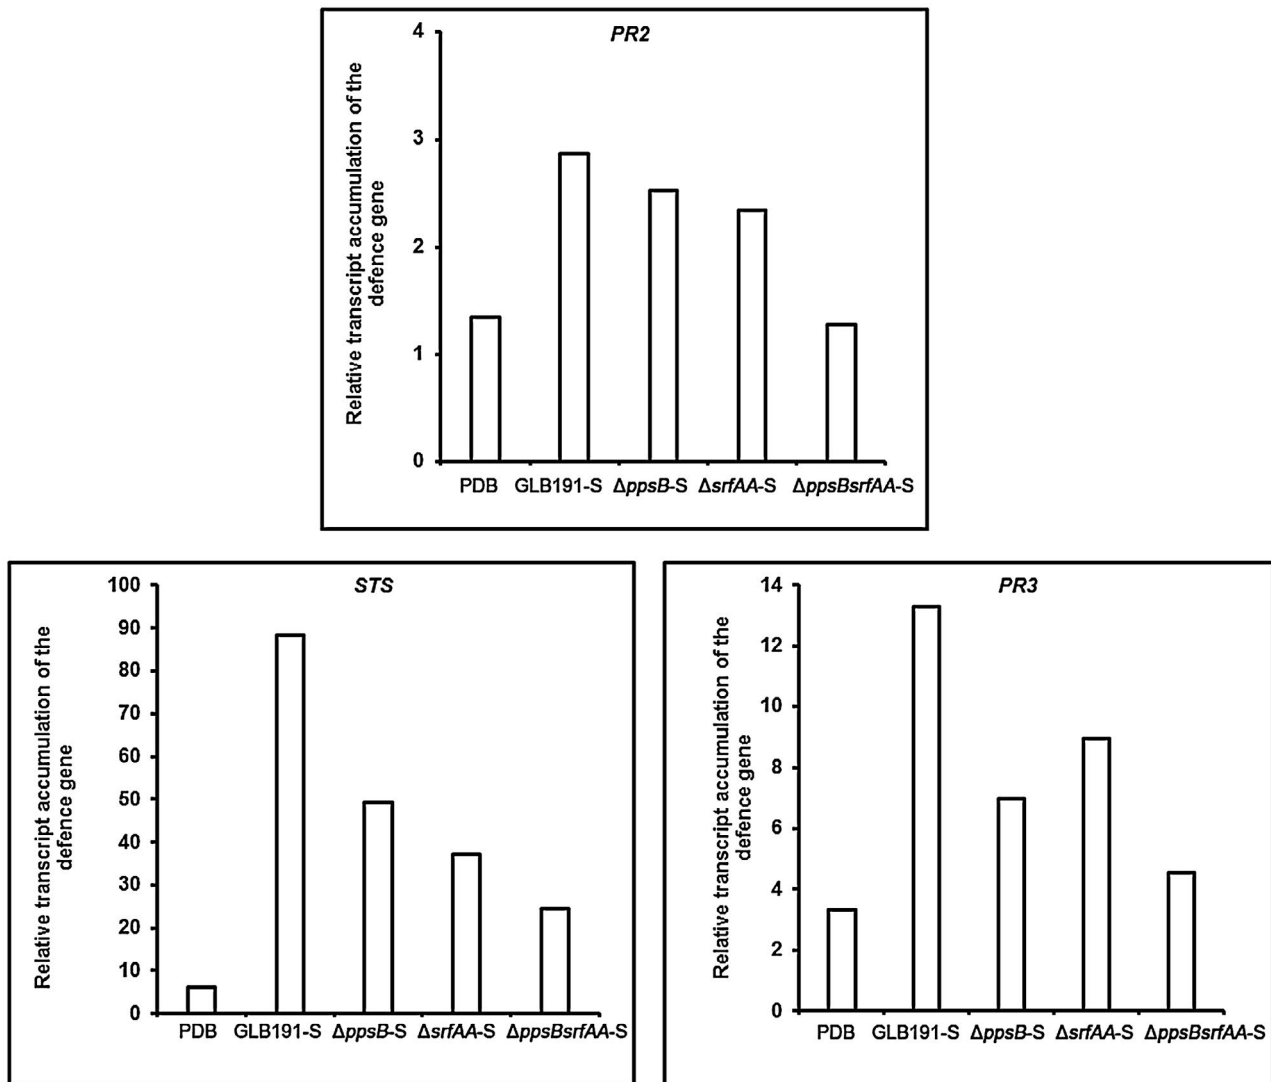 PR2
Relative transcript accumulation of the
defence gene
4
3
2
1
0
PDB GLB191-S ΔppsB-S ΔsrfAA-S ΔppsBsrfAA-S
STS
Relative transcript accumulation of the
defence gene
100
90
80
70
60
50
40
30
20
10
0
PDB GLB191-S ΔppsB-S ΔsrfAA-S ΔppsBsrfAA-S
PR3
Relative transcript accumulation of the
defence gene
14
12
10
8
6
4
2
0
PDB GLB191-S ΔppsB-S ΔsrfAA-S ΔppsBsrfAA-S